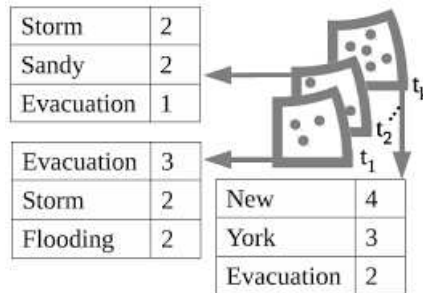 Storm 2
Sandy 2
Evacuation 1
t2
t1
Evacuation 3
Storm 2
Flooding 2
New 4
York 3
Evacuation 2